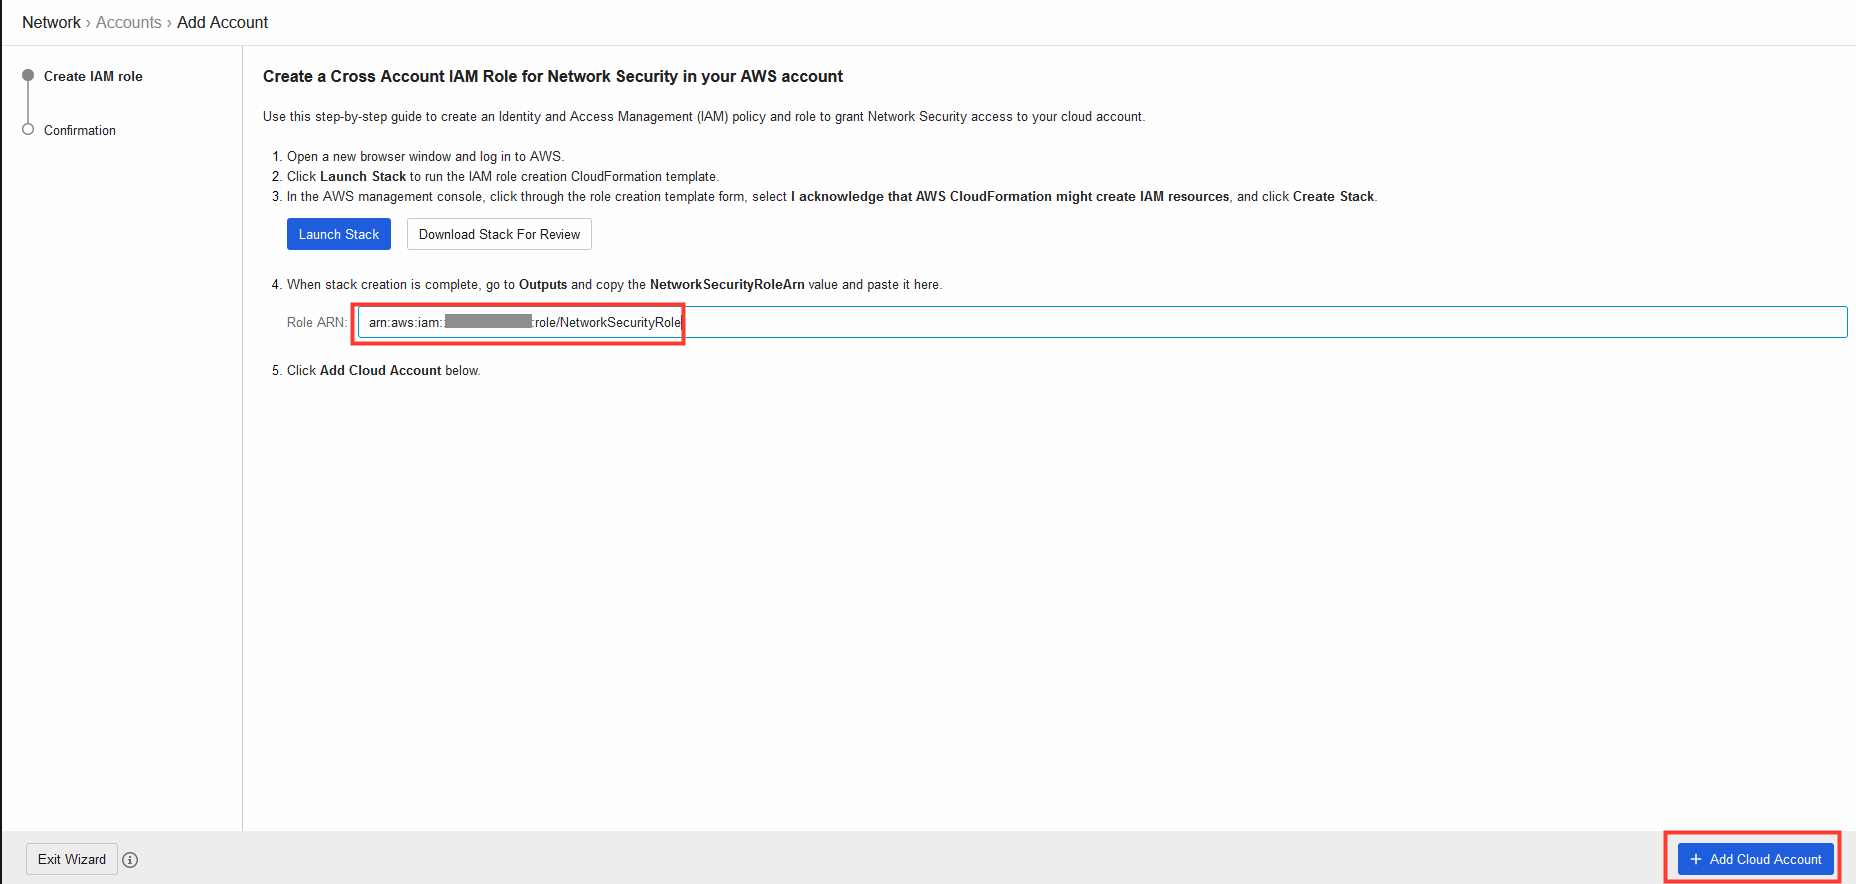 Network › Accounts › Add Account
Create IAM role
Confirmation
Create a Cross Account IAM Role for Network Security in your AWS account
Use this step-by-step guide to create an Identity and Access Management (IAM) policy and role to grant Network Security access to your cloud account.
1. Open a new browser window and log in to AWS.
2. Click Launch Stack to run the IAM role creation CloudFormation template.
3. In the AWS management console, click through the role creation template form, select I acknowledge that AWS CloudFormation might create IAM resources, and click Create Stack.
Launch Stack Download Stack For Review
4. When stack creation is complete, go to Outputs and copy the NetworkSecurityRoleArn value and paste it here.
Role ARN: arn:aws:iam:: :role/NetworkSecurityRole
5. Click Add Cloud Account below.
Exit Wizard + Add Cloud Account